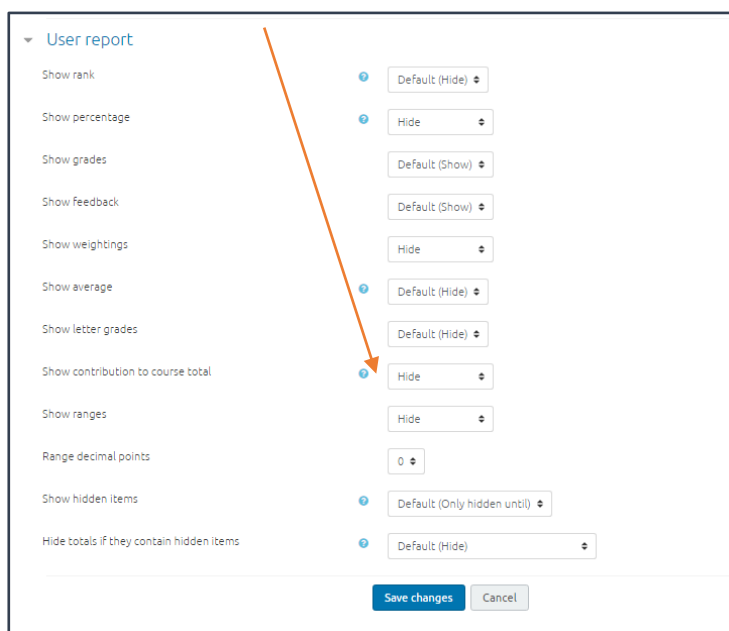 User report
Show rank Default (Hide)
Show percentage Hide
Show grades Default (Show)
Show feedback Default (Show)
Show weightings Hide
Show average Default (Hide)
Show letter grades Default (Hide)
Show contribution to course total Hide
Show ranges Hide
Range decimal points 0
Show hidden items Default (Only hidden until)
Hide totals if they contain hidden items Default (Hide)
Save changes Cancel